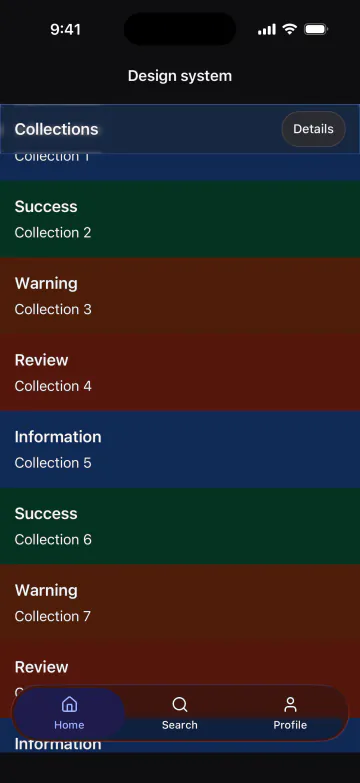 9:41
Design system
Collections
Details
Collection 1
Success
Collection 2
Warning
Collection 3
Review
Collection 4
Information
Collection 5
Success
Collection 6
Warning
Collection 7
Review
Home
Search
Profile
Information